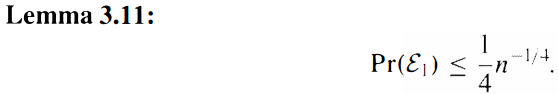 Lemma 3.11:
Pr(ℰ₁) ≤ 1/4 n^{-1/4}.